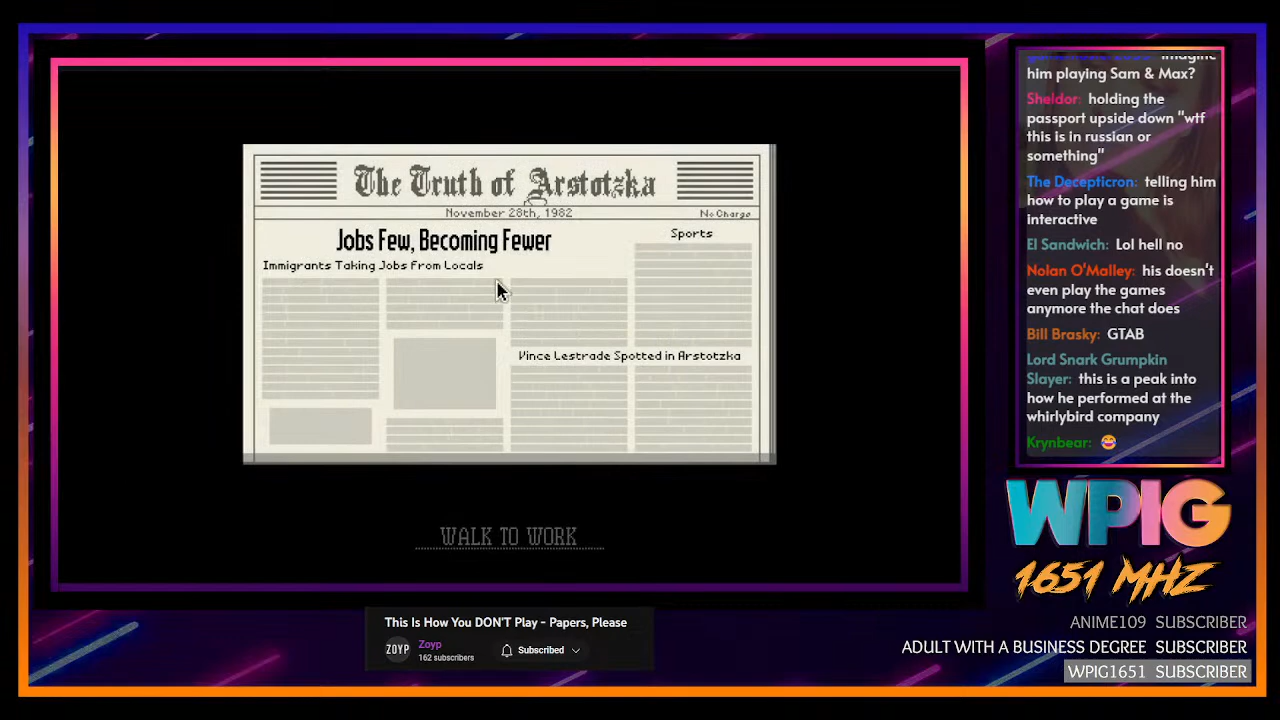 The Truth of Arstotzka
November 28th, 1982
No Charge
Jobs Few, Becoming Fewer
Immigrants Taking Jobs From Locals
Sports
Vince Lestrade Spotted in Arstotzka
WALK TO WORK
This Is How You DON'T Play - Papers, Please
ZOYP
Zoyp
162 subscribers
Subscribed
imagine
him playing Sam & Max?
Sheldor: holding the
passport upside down "wtf
this is in russian or
something"
The Decepticron: telling him
how to play a game is
interactive
El Sandwich: Lol hell no
Nolan O'Malley: his doesn't
even play the games
anymore the chat does
Bill Brasky: GTAB
Lord Snark Grumpkin
Slayer: this is a peak into
how he performed at the
whirlybird company
Krynbear: 😂
WPIG
1651 MHZ
ANIME109 SUBSCRIBER
ADULT WITH A BUSINESS DEGREE SUBSCRIBER
WPIG1651 SUBSCRIBER